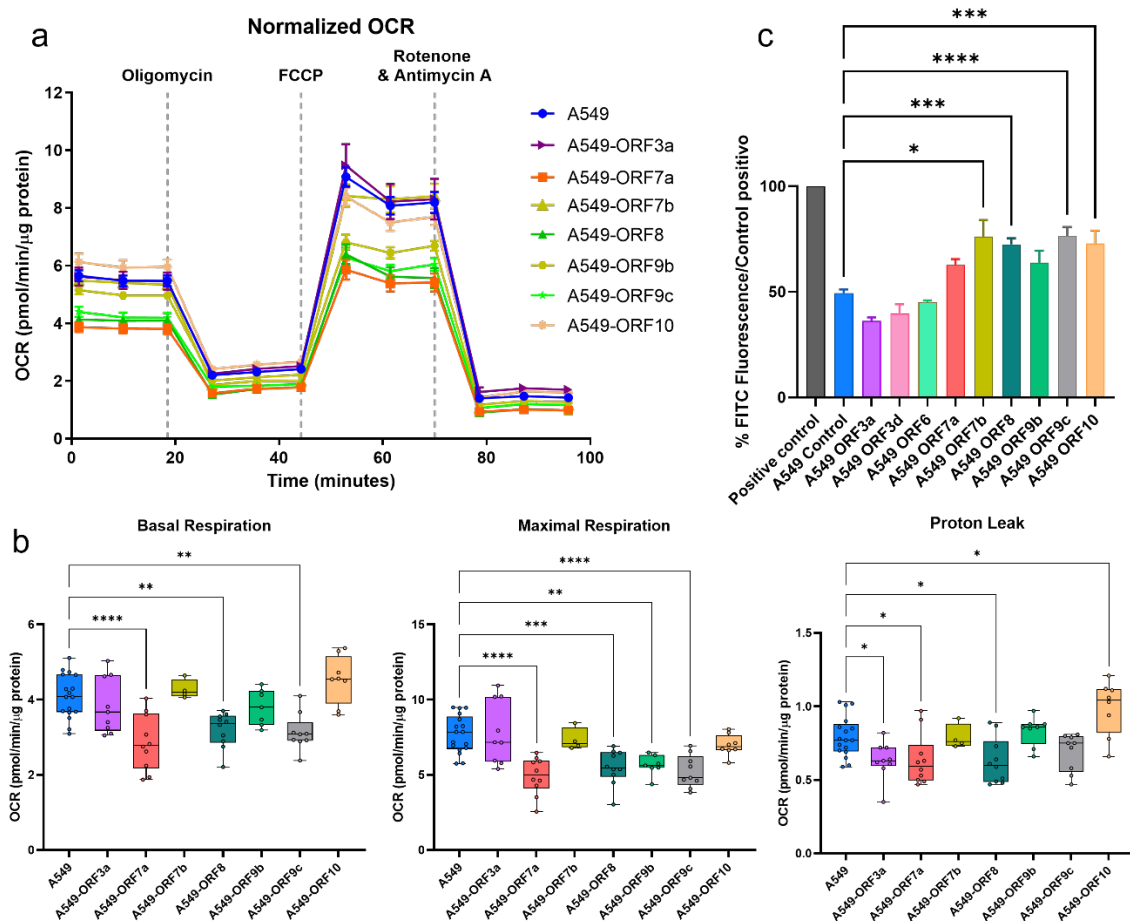 a
Normalized OCR
Oligomycin
FCCP
Rotenone
& Antimycin A
OCR (pmol/min/µg protein)
12
10
8
6
4
2
0
0
20
40
60
80
100
Time (minutes)
A549
A549-ORF3a
A549-ORF7a
A549-ORF7b
A549-ORF8
A549-ORF9b
A549-ORF9c
A549-ORF10
c
***
****
***
*
% FITC Fluorescence/Control positivo
100
50
0
Positive control
A549 Control
A549 ORF3a
A549 ORF3d
A549 ORF6
A549 ORF7a
A549 ORF7b
A549 ORF8
A549 ORF9b
A549 ORF9c
A549 ORF10
b
Basal Respiration
**
**
****
OCR (pmol/min/µg protein)
6
4
2
0
A549
A549-ORF3a
A549-ORF7a
A549-ORF7b
A549-ORF8
A549-ORF9b
A549-ORF9c
A549-ORF10
Maximal Respiration
****
**
***
****
OCR (pmol/min/µg protein)
15
10
5
0
A549
A549-ORF3a
A549-ORF7a
A549-ORF7b
A549-ORF8
A549-ORF9b
A549-ORF9c
A549-ORF10
Proton Leak
*
*
*
*
OCR (pmol/min/µg protein)
1.5
1.0
0.5
0.0
A549
A549-ORF3a
A549-ORF7a
A549-ORF7b
A549-ORF8
A549-ORF9b
A549-ORF9c
A549-ORF10